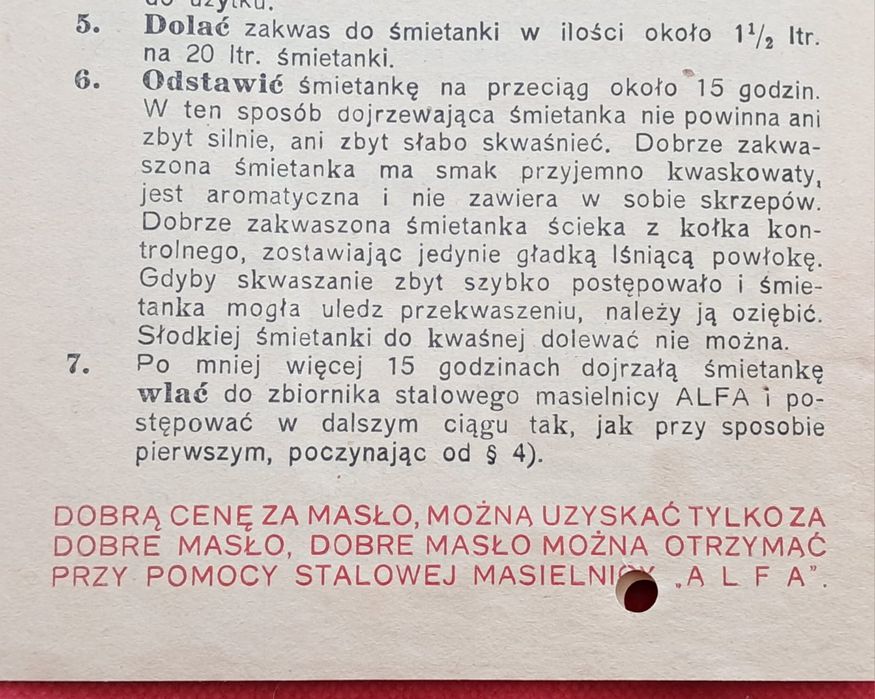 do użytku.
5. Dolać zakwas do śmietanki w ilości około 1¹/₂ ltr.
na 20 ltr. śmietanki.
6. Odstawić śmietankę na przeciąg około 15 godzin.
W ten sposób dojrzewająca śmietanka nie powinna ani
zbyt silnie, ani zbyt słabo skwaśnieć. Dobrze zakwa-
szona śmietanka ma smak przyjemno kwaskowaty,
jest aromatyczna i nie zawiera w sobie skrzepów.
Dobrze zakwaszona śmietanka ścieka z kołka kon-
trolnego, zostawiając jedynie gładką lśniącą powłokę.
Gdyby skwaszanie zbyt szybko postępowało i śmie-
tanka mogła uledz przekwaszeniu, należy ją oziębić.
Słodkiej śmietanki do kwaśnej dolewać nie można.
7. Po mniej więcej 15 godzinach dojrzałą śmietankę
wlać do zbiornika stalowego masielnicy ALFA i po-
stępować w dalszym ciągu tak, jak przy sposobie
pierwszym, poczynając od § 4).
DOBRĄ CENĘ ZA MASŁO, MOŻNA UZYSKAĆ TYLKO ZA
DOBRE MASŁO, DOBRE MASŁO MOŻNA OTRZYMAĆ
PRZY POMOCY STALOWEJ MASIELNICY „ALFA”.